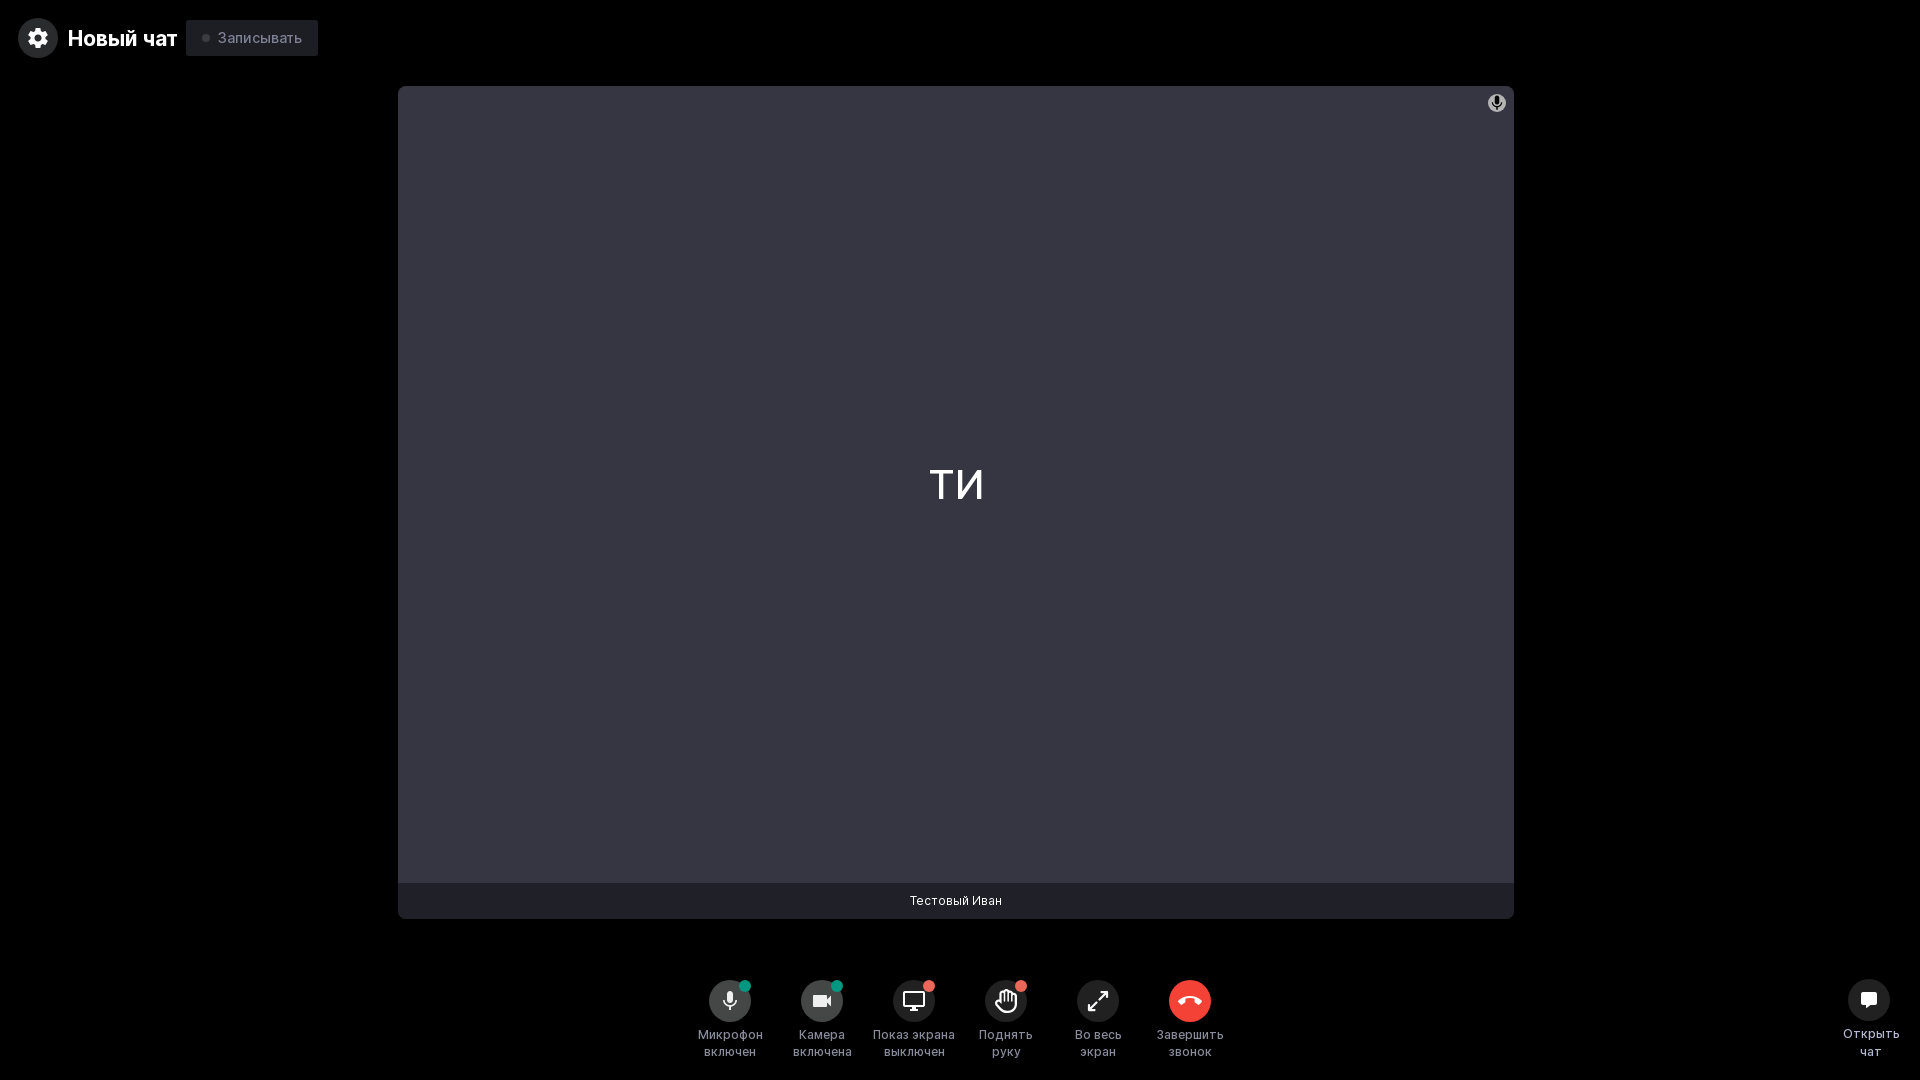 Новый чат
Записывать
ТИ
Тестовый Иван
Микрофон
включен
Камера
включена
Показ экрана
выключен
Поднять
руку
Во весь
экран
Завершить
звонок
Открыть
чат